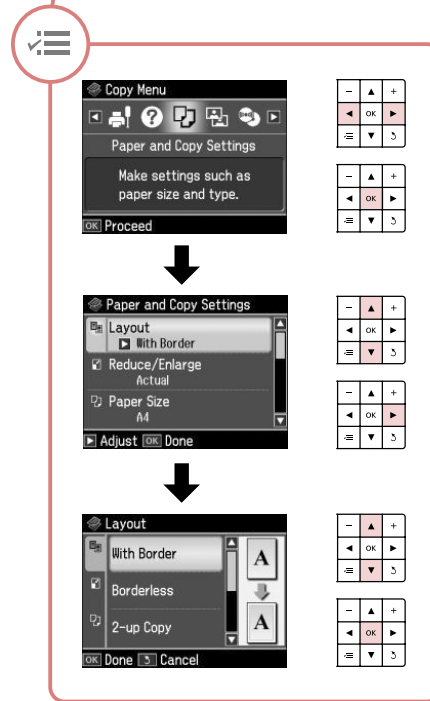 Copy Menu
Paper and Copy Settings
Make settings such as
paper size and type.
OK Proceed
- +
OK
- +
OK
Paper and Copy Settings
Layout
With Border
Reduce/Enlarge
Actual
Paper Size
A4
Adjust OK Done
- +
OK
- +
OK
Layout
With Border
Borderless
2-up Copy
A
A
OK Done Cancel
- +
OK
- +
OK